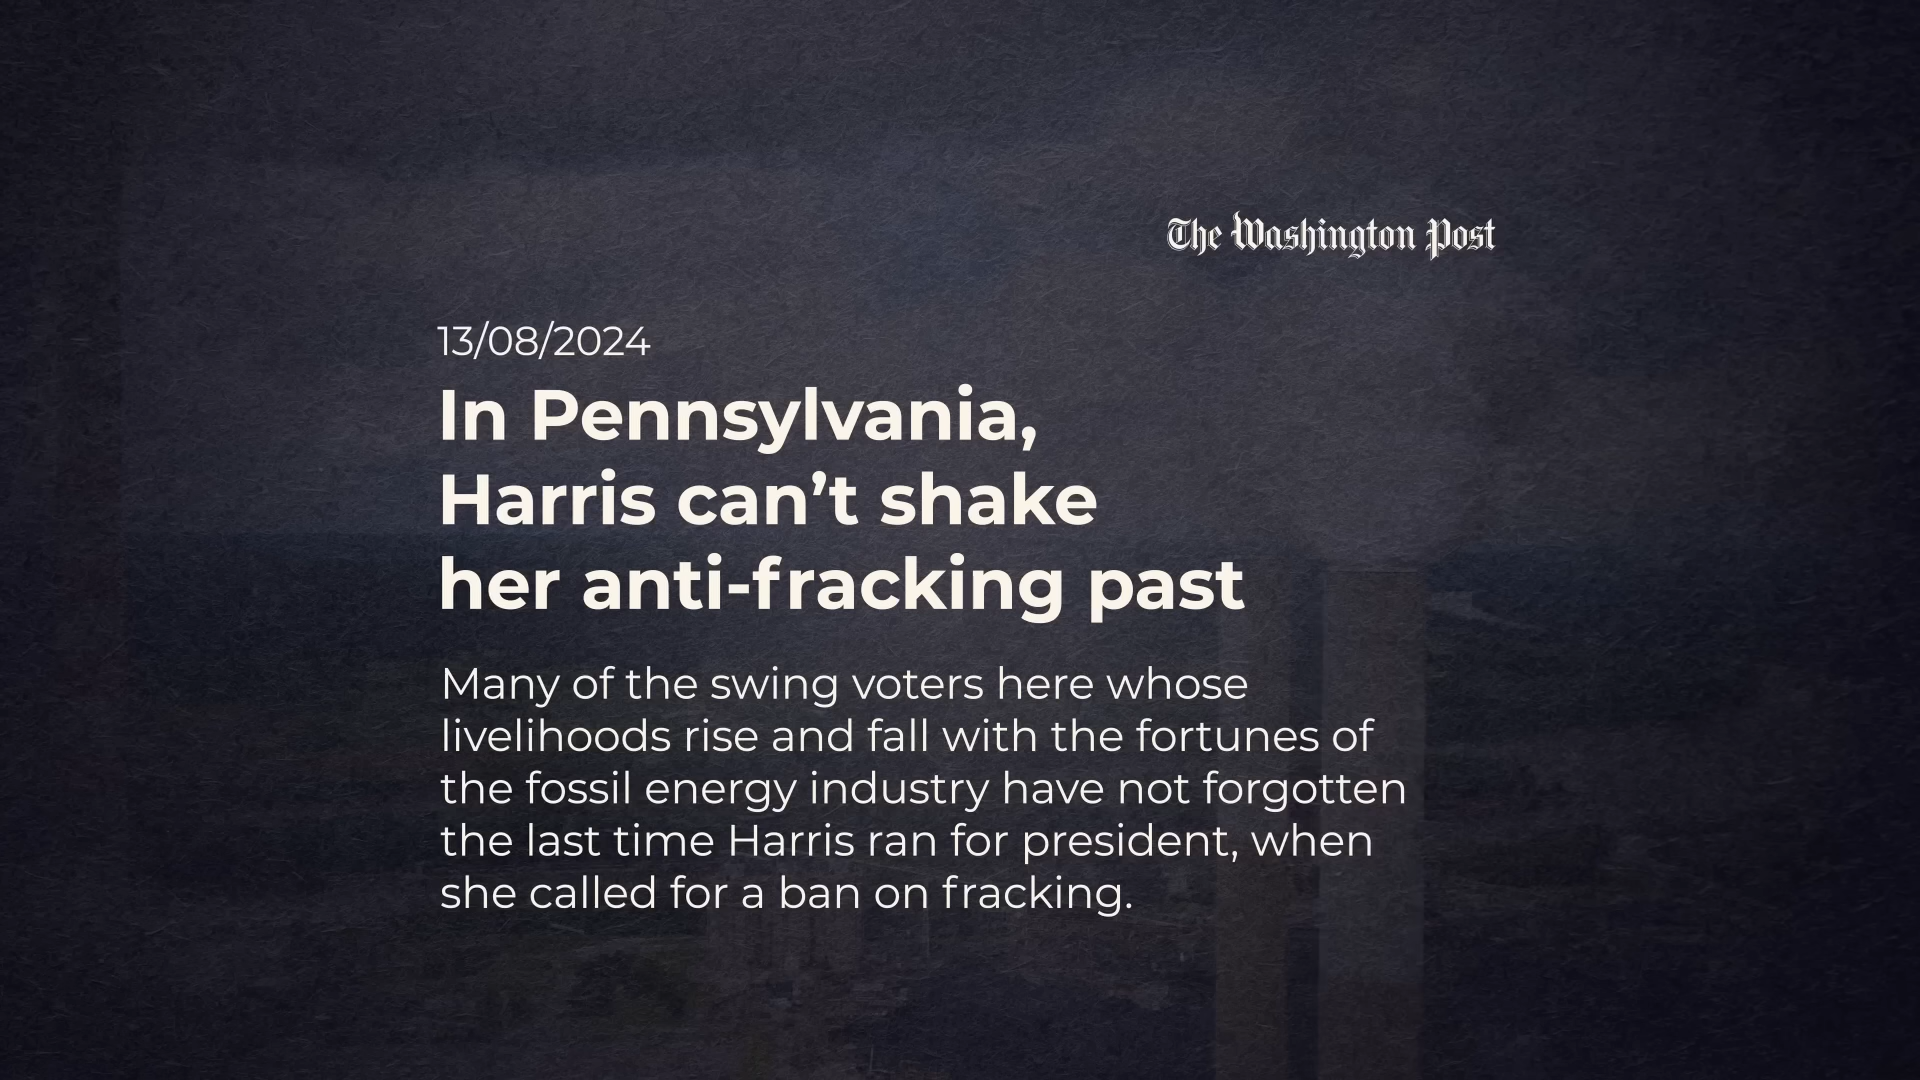 The Washington Post
13/08/2024
In Pennsylvania,
Harris can’t shake
her anti-fracking past
Many of the swing voters here whose
livelihoods rise and fall with the fortunes of
the fossil energy industry have not forgotten
the last time Harris ran for president, when
she called for a ban on fracking.